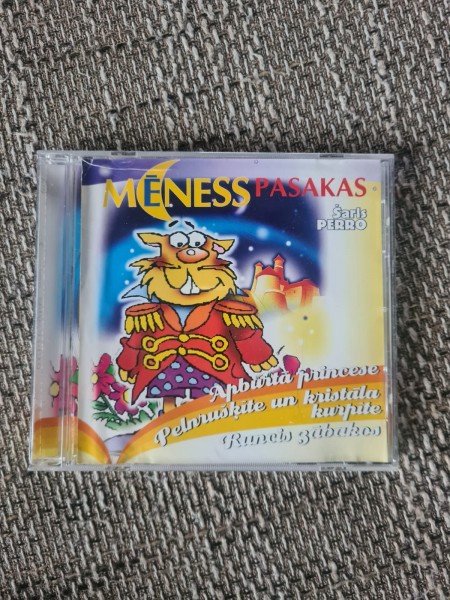 MĒNESS PASAKAS
Šarls
PERRO
Apburtā princese
Pelnrušķīte un kristāla
kurpīte
Runcis zābakos